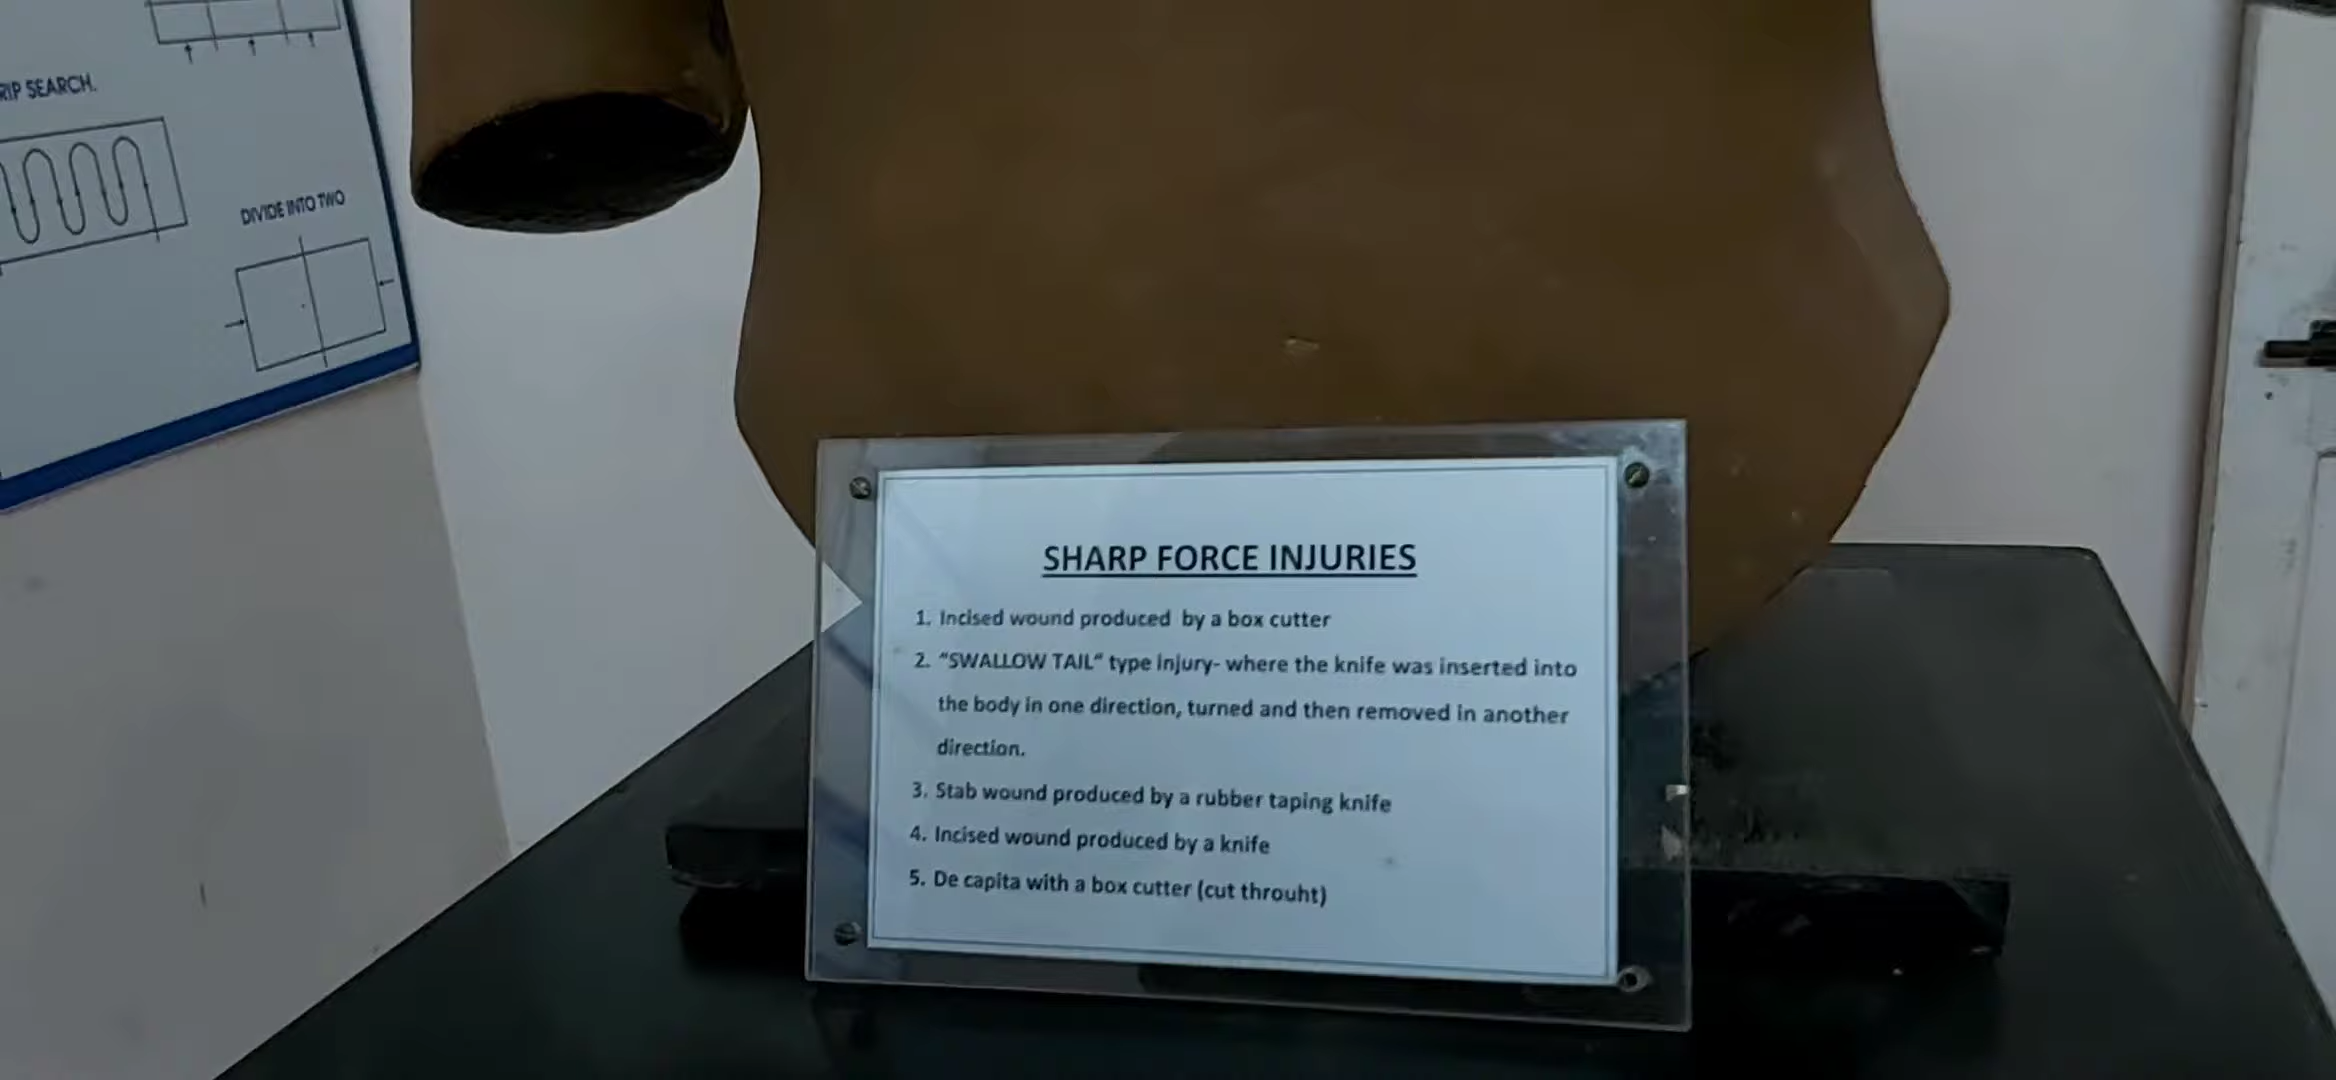 RIP SEARCH.
DIVIDE INTO TWO
SHARP FORCE INJURIES
1. Incised wound produced by a box cutter
2. "SWALLOW TAIL" type injury- where the knife was inserted into
the body in one direction, turned and then removed in another
direction.
3. Stab wound produced by a rubber taping knife
4. Incised wound produced by a knife
5. De capita with a box cutter (cut throuht)